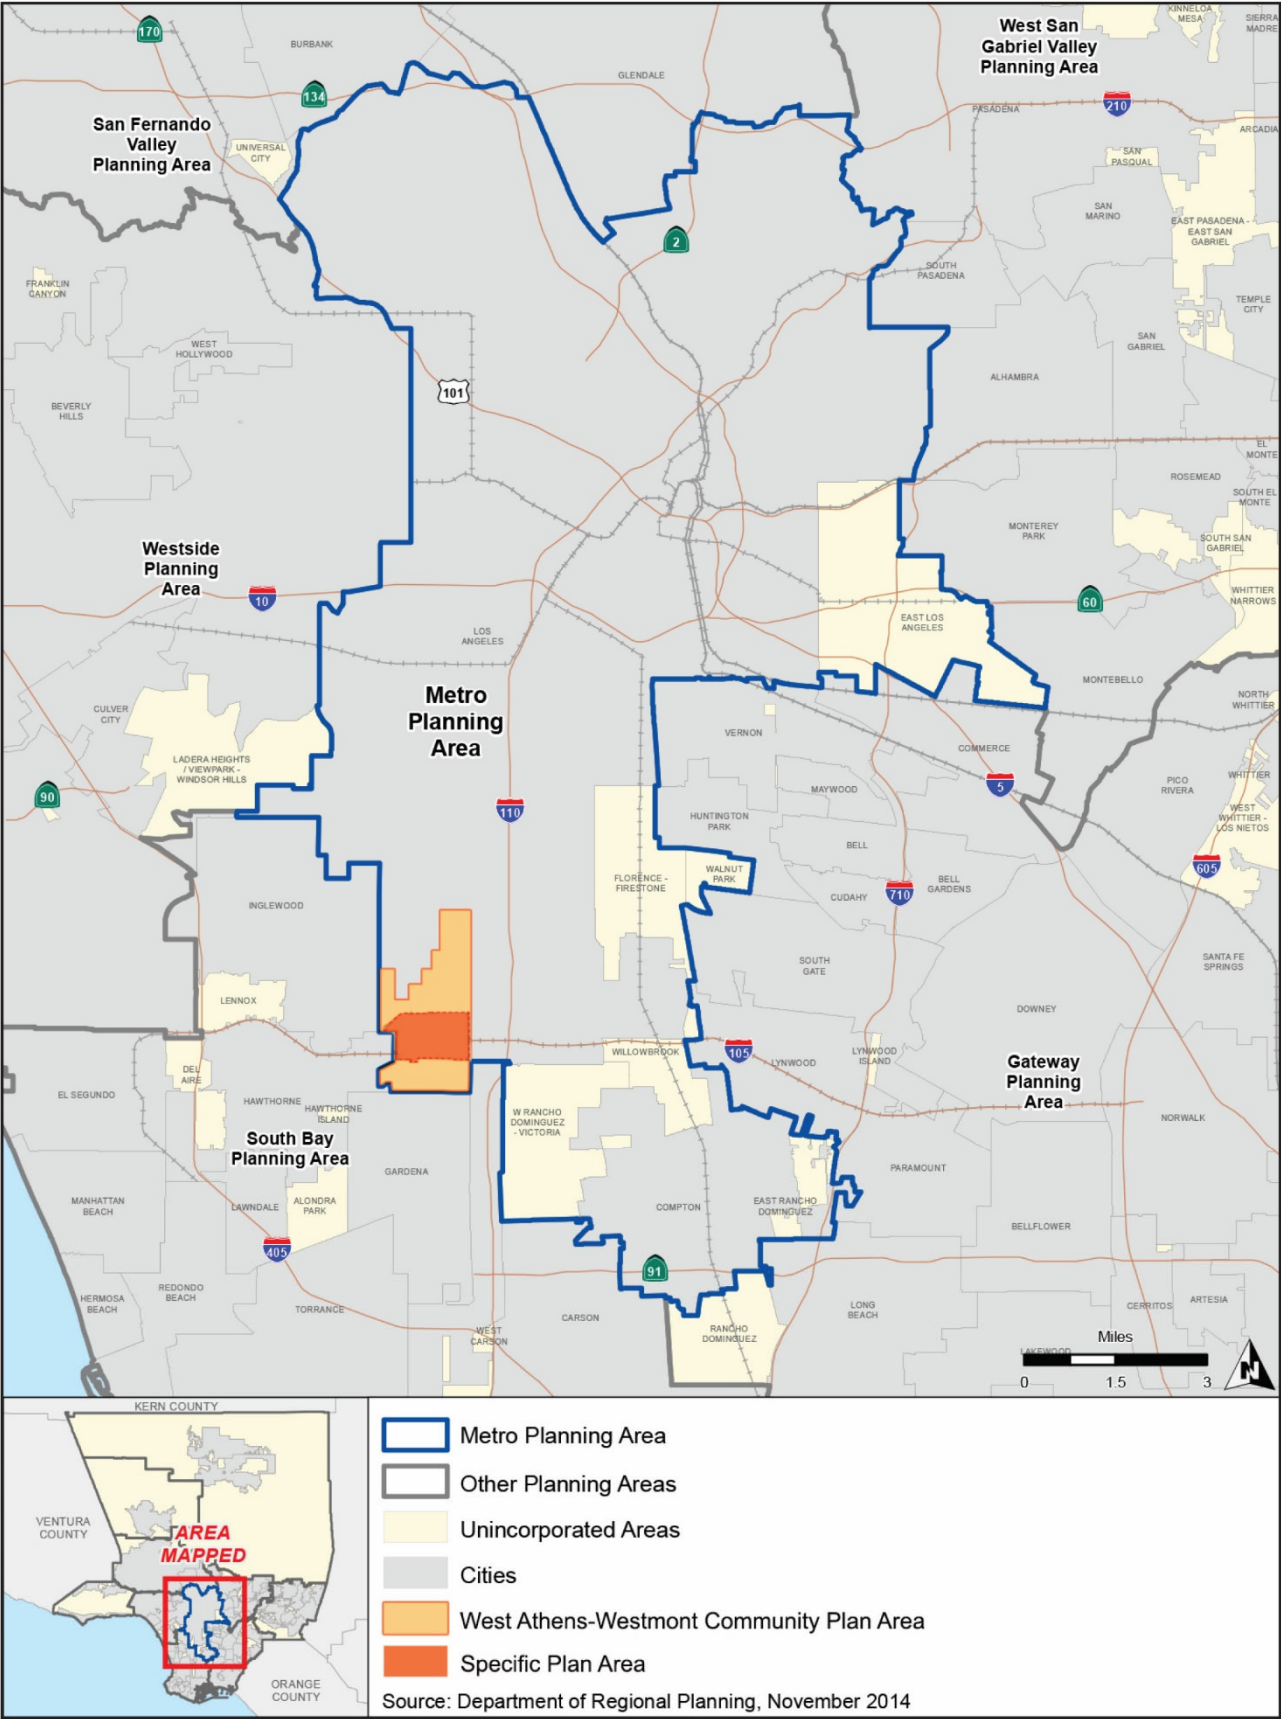 KINNELOA
MESA
SIERRA
MADRE
West San
Gabriel Valley
Planning Area
170
BURBANK
GLENDALE
134
PASADENA
210
ARCADIA
San Fernando
Valley
Planning Area
UNIVERSAL
CITY
SAN
PASQUAL
SAN
MARINO
EAST PASADENA -
EAST SAN
GABRIEL
2
SOUTH
PASADENA
FRANKLIN
CANYON
TEMPLE
CITY
WEST
HOLLYWOOD
SAN
GABRIEL
ALHAMBRA
101
BEVERLY
HILLS
EL
MONTE
ROSEMEAD
SOUTH EL
MONTE
MONTEREY
PARK
SOUTH SAN
GABRIEL
Westside
Planning
Area
10
60
WHITTIER
NARROWS
EAST LOS
ANGELES
LOS
ANGELES
MONTEBELLO
NORTH
WHITTIER
Metro
Planning
Area
CULVER
CITY
VERNON
COMMERCE
LADERA HEIGHTS
/ VIEWPARK -
WINDSOR HILLS
90
5
PICO
RIVERA
WHITTIER
MAYWOOD
110
HUNTINGTON
PARK
WEST
WHITTIER -
LOS NIETOS
BELL
605
WALNUT
PARK
FLORENCE -
FIRESTONE
BELL
GARDENS
CUDAHY
710
INGLEWOOD
SOUTH
GATE
SANTA FE
SPRINGS
LENNOX
DOWNEY
105
WILLOWBROOK
LYNWOOD
LYNWOOD
ISLAND
DEL
AIRE
Gateway
Planning
Area
EL SEGUNDO
HAWTHORNE
HAWTHORNE
ISLAND
W RANCHO
DOMINGUEZ
- VICTORIA
NORWALK
South Bay
Planning Area
GARDENA
PARAMOUNT
MANHATTAN
BEACH
LAWNDALE
ALONDRA
PARK
COMPTON
EAST RANCHO
DOMINGUEZ
BELLFLOWER
405
91
REDONDO
BEACH
HERMOSA
BEACH
TORRANCE
CARSON
LONG
BEACH
CERRITOS
ARTESIA
WEST
CARSON
RANCHO
DOMINGUEZ
LAKEWOOD
Miles
0 1.5 3
N
KERN COUNTY
VENTURA
COUNTY
AREA
MAPPED
ORANGE
COUNTY
Metro Planning Area
Other Planning Areas
Unincorporated Areas
Cities
West Athens-Westmont Community Plan Area
Specific Plan Area
Source: Department of Regional Planning, November 2014